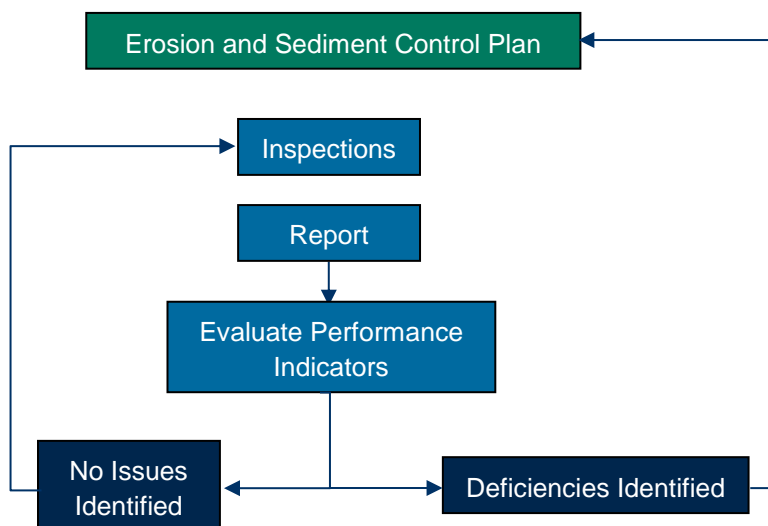 Erosion and Sediment Control Plan
Inspections
Report
Evaluate Performance
Indicators
No Issues
Identified
Deficiencies Identified